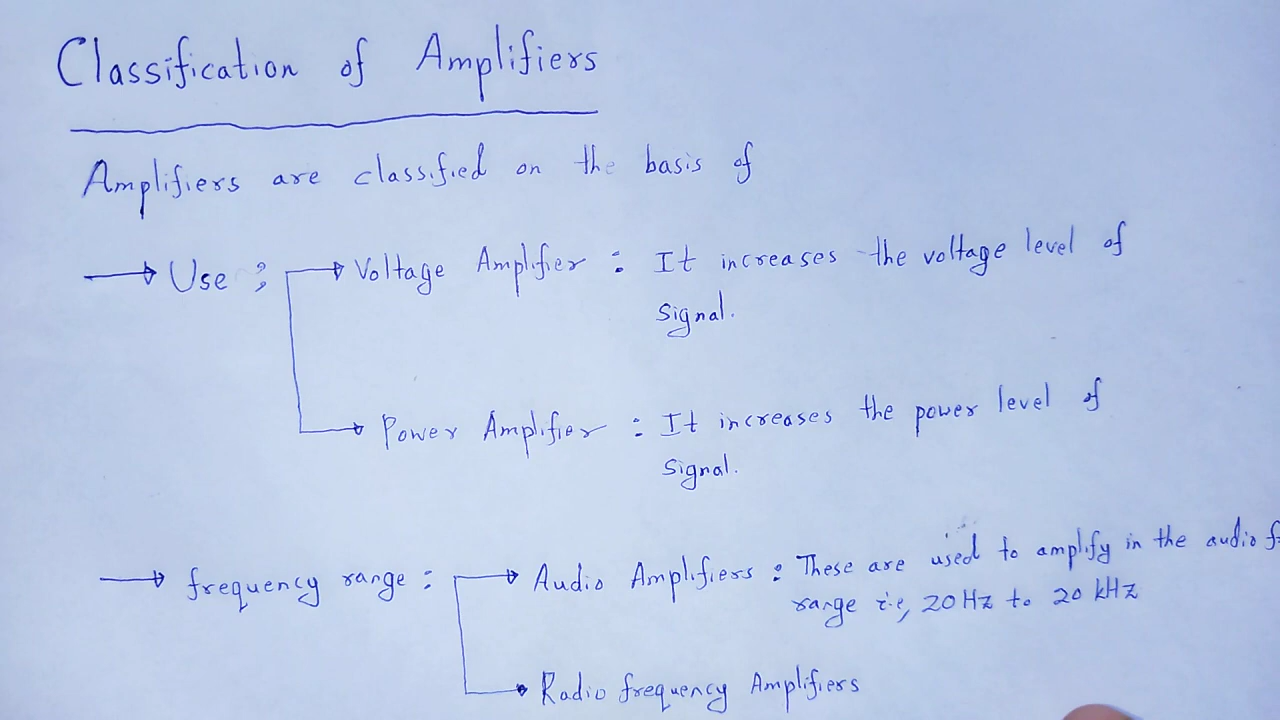 Classification of Amplifiers
Amplifiers are classified on the basis of
→ Use : → Voltage Amplifier : It increases the voltage level of
signal.
→ Power Amplifier : It increases the power level of
signal.
→ frequency range : → Audio Amplifiers : These are used to amplify in the audio f
range i.e, 20 Hz to 20 kHz
→ Radio frequency Amplifiers